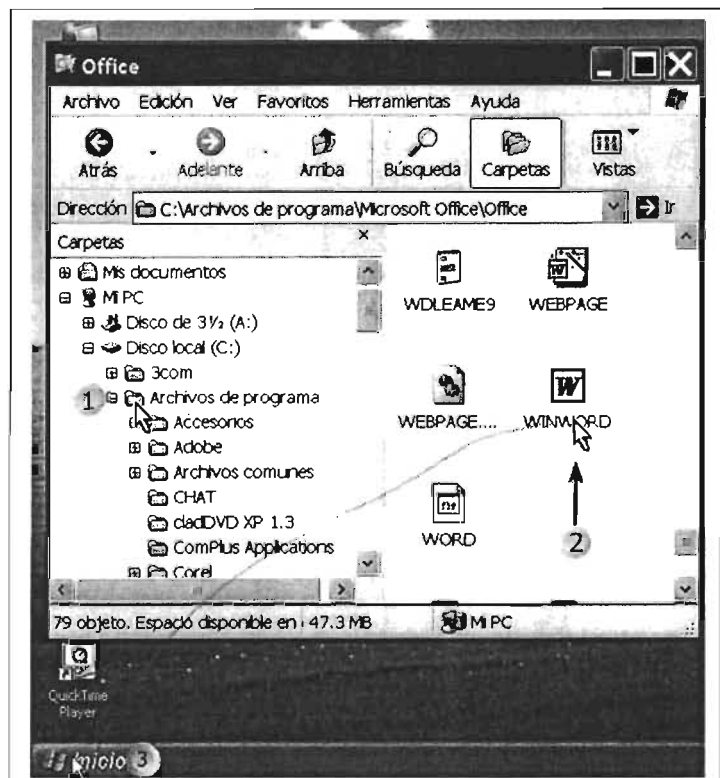 Office
Archivo Edición Ver Favoritos Herramientas Ayuda
Atrás Adelante Arriba Búsqueda Carpetas Vistas
Dirección C:\Archivos de programa\Microsoft Office\Office Ir
Carpetas x
Mis documentos
Mi PC
Disco de 3½ (A:)
Disco local (C:)
3com
1 Archivos de programa
Accesorios
Adobe
Archivos comunes
CHAT
dadDVD XP 1.3
ComPlus Applications
Corel
WDLEAME9 WEBPAGE
WEBPAGE.... WINWORD
WORD 2
79 objeto. Espacio disponible en 47.3 MB Mi PC
QuickTime
Player
Inicio 3